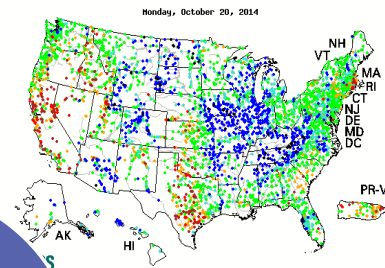 Monday, October 20, 2014
NH
VT
MA
RI
CT
NJ
DE
MD
DC
PR-V
AK
HI
S